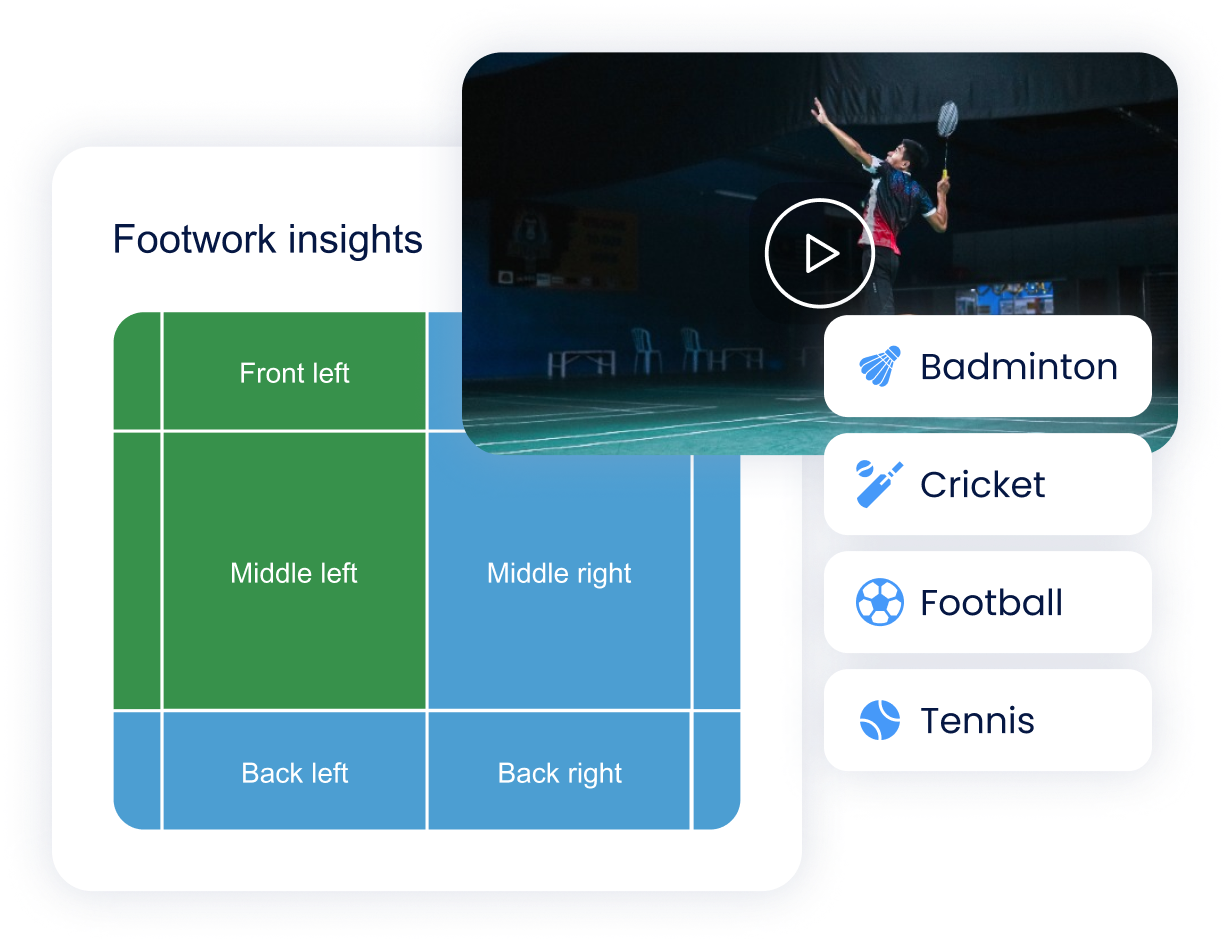 Footwork insights
Front left
Middle left
Middle right
Back left
Back right
Badminton
Cricket
Football
Tennis